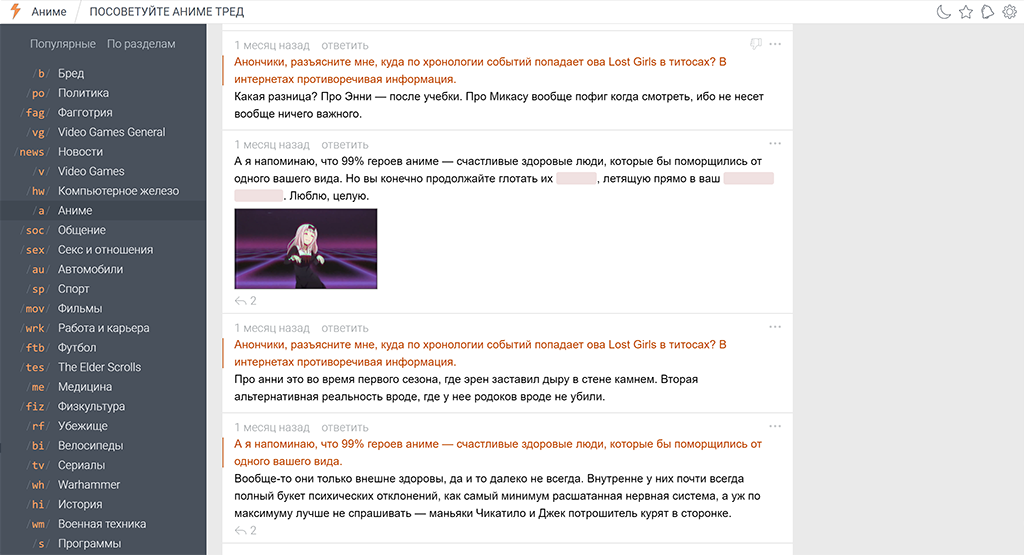 Аниме ПОСОВЕТУЙТЕ АНИМЕ ТРЕД
Популярные По разделам
/b/ Бред
/po/ Политика
/fag/ Фагготрия
/vg/ Video Games General
/news/ Новости
/v/ Video Games
/hw/ Компьютерное железо
/a/ Аниме
/soc/ Общение
/sex/ Секс и отношения
/au/ Автомобили
/sp/ Спорт
/mov/ Фильмы
/wrk/ Работа и карьера
/ftb/ Футбол
/tes/ The Elder Scrolls
/me/ Медицина
/fiz/ Физкультура
/rf/ Убежище
/bi/ Велосипеды
/tv/ Сериалы
/wh/ Warhammer
/hi/ История
/wm/ Военная техника
/s/ Программы
1 месяц назад ответить
Анончики, разъясните мне, куда по хронологии событий попадает ова Lost Girls в титосах? В
интернетах противоречивая информация.
Какая разница? Про Энни — после учебки. Про Микасу вообще пофиг когда смотреть, ибо не несет
вообще ничего важного.
1 месяц назад ответить
А я напоминаю, что 99% героев аниме — счастливые здоровые люди, которые бы поморщились от
одного вашего вида. Но вы конечно продолжайте глотать их , летящую прямо в ваш
. Люблю, целую.
2
1 месяц назад ответить
Анончики, разъясните мне, куда по хронологии событий попадает ова Lost Girls в титосах? В
интернетах противоречивая информация.
Про анни это во время первого сезона, где эрен заставил дыру в стене камнем. Вторая
альтернативная реальность вроде, где у нее родоков вроде не убили.
1 месяц назад ответить
А я напоминаю, что 99% героев аниме — счастливые здоровые люди, которые бы поморщились от
одного вашего вида.
Вообще-то они только внешне здоровы, да и то далеко не всегда. Внутренне у них почти всегда
полный букет психических отклонений, как самый минимум расшатанная нервная система, а уж по
максимуму лучше не спрашивать — маньяки Чикатило и Джек потрошитель курят в сторонке.
2